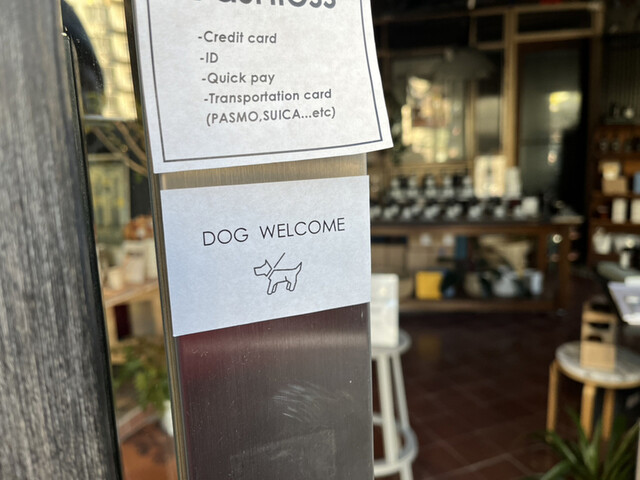 -Credit card
-ID
-Quick pay
-Transportation card
(PASMO,SUICA...etc)
DOG WELCOME